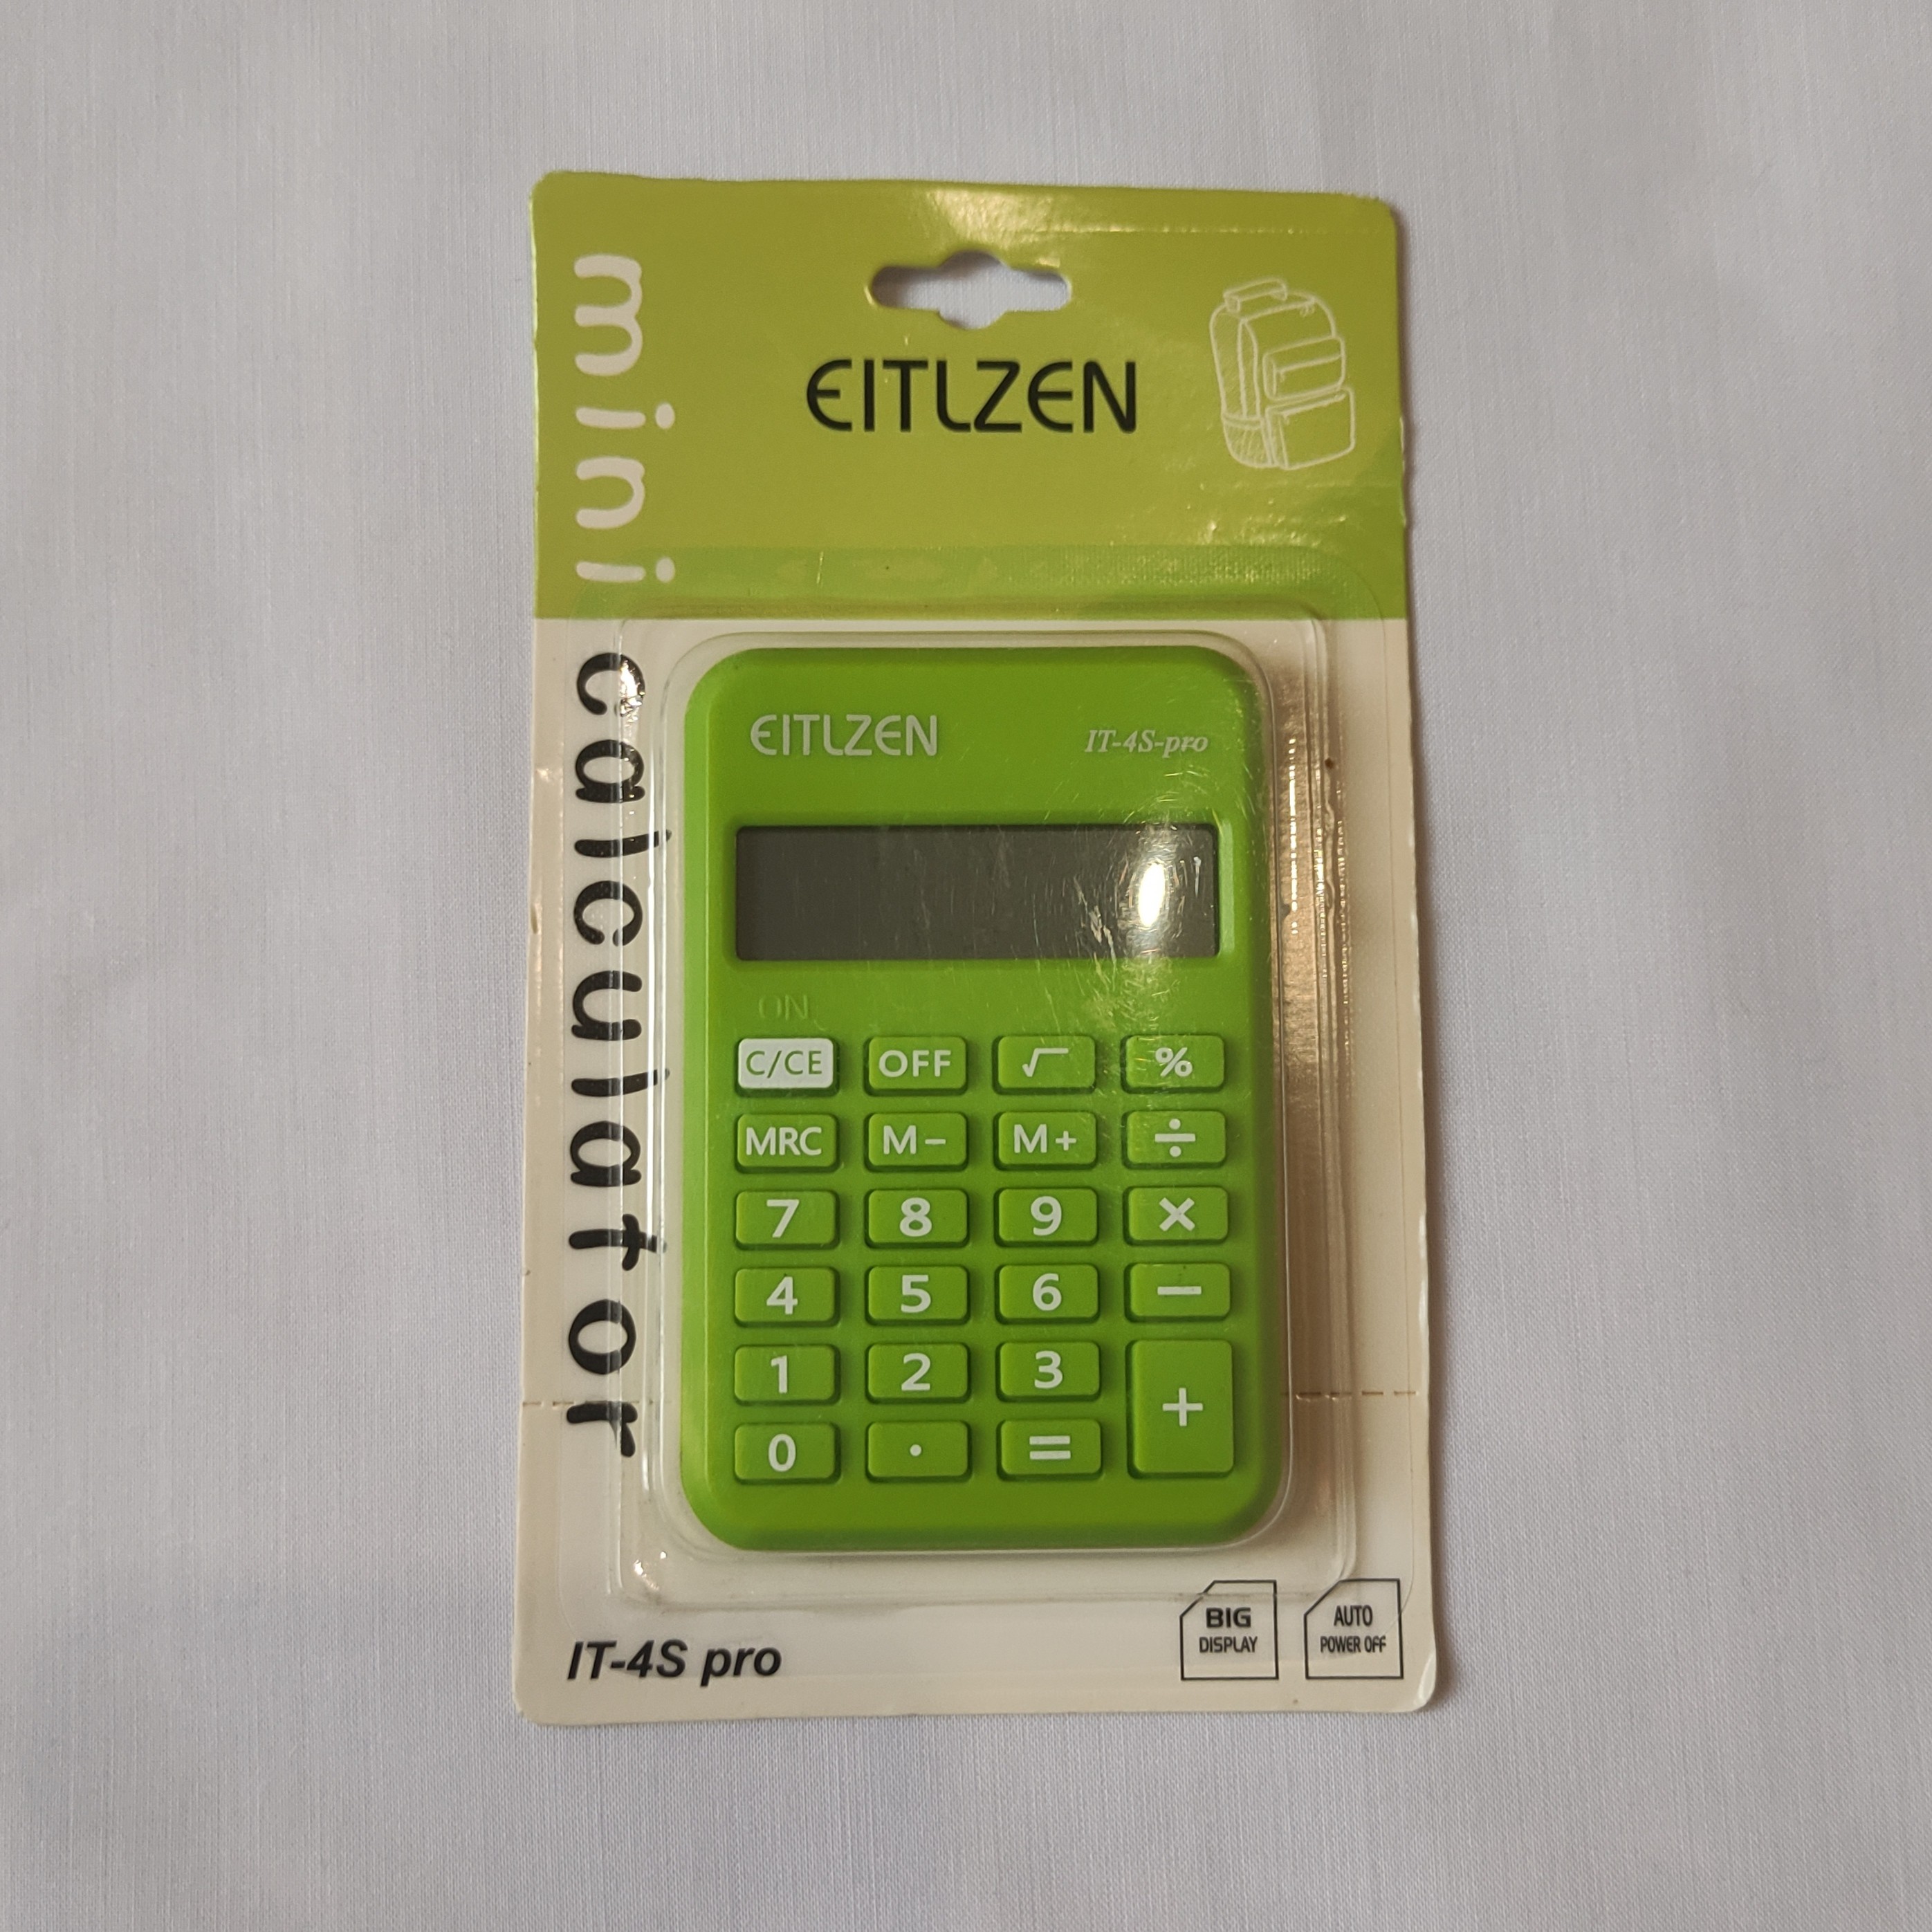 mini calculator
EITLZEN
EITLZEN IT-4S-pro
ON
C/CE OFF √ %
MRC M− M+ ÷
7 8 9 ×
4 5 6 −
1 2 3 +
0 . =
IT-4S pro
BIG
DISPLAY
AUTO
POWER OFF